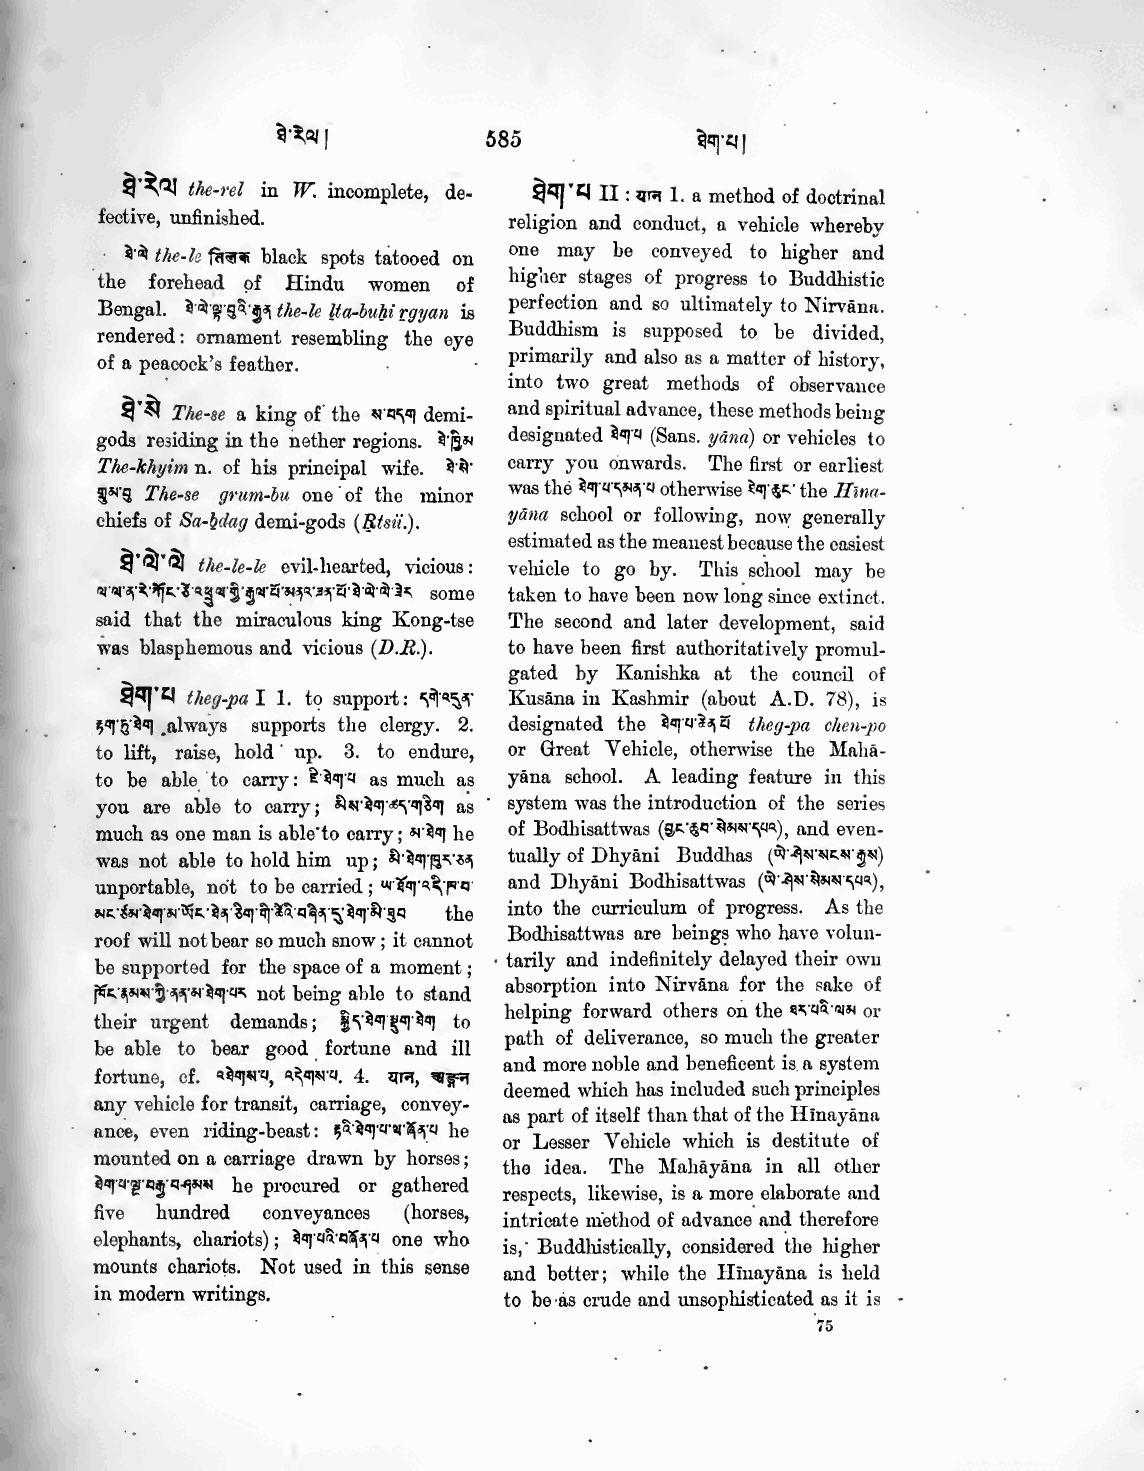 ཐེ་རེལ།
585
ཐེག་པ།
ཐེ་རེལ། the-rel in W. incomplete, de-
fective, unfinished.
ཐེ་ལེ the-le तिलक black spots tatooed on
the forehead of Hindu women of
Bengal. ཐེ་ལེ་ལྟ་བུའི་རྒྱན the-le lta-buhi rgyan is
rendered: ornament resembling the eye
of a peacock's feather.
ཐེ་སེ The-se a king of the ས་བདག demi-
gods residing in the nether regions. ཐེ་ཁྱིམ
The-khyim n. of his principal wife. ཐེ་སེ་
གྲུམ་བུ The-se grum-bu one of the minor
chiefs of Sa-bdag demi-gods (Rtsii.).
ཐེ་ལེ་ལེ the-le-le evil-hearted, vicious:
ལ་ལ་ན་རེ་ཀོང་ཙེ་འཕྲུལ་གྱི་རྒྱལ་པོ་མནར་ཅན་པོ་ཐེ་ལེ་ལེ་ཟེར some
said that the miraculous king Kong-tse
was blasphemous and vicious (D.R.).
ཐེག་པ theg-pa I 1. to support: དགེ་འདུན་
རྟག་ཏུ་ཐེག always supports the clergy. 2.
to lift, raise, hold up. 3. to endure,
to be able to carry: ཇི་ཐེག་པ as much as
you are able to carry; མིས་ཐེག་ཚད་གཅིག as
much as one man is able to carry; མ་ཐེག he
was not able to hold him up; མི་ཐེག་ཁུར་ཅན
unportable, not to be carried; ཡ་ཐོག་འདི་ཁ་བ་
མང་ཙམ་ཐེག་མ་ཡོང་ཐེན་ཅིག་གི་ཚེའི་བཞིན་དུ་ཐེག་མི་ཐུབ the
roof will not bear so much snow; it cannot
be supported for the space of a moment;
ཁོང་རྣམས་ཀྱི་ནན་མ་ཐེག་པར not being able to stand
their urgent demands; སྐྱིད་ཐེག་སྡུག་ཐེག to
be able to bear good fortune and ill
fortune, cf. འཐེགས་པ, འདེགས་པ. 4. यान,
any vehicle for transit, carriage, convey-
ance, even riding-beast: རྟའི་ཐེག་པ་ལ་ཞོན་པ he
mounted on a carriage drawn by horses;
ཐེག་པ་ལྔ་བརྒྱ་བཤམས he procured or gathered
five hundred conveyances (horses,
elephants, chariots); ཐེག་པའི་བཞོན་པ one who
mounts chariots. Not used in this sense
in modern writings.
ཐེག་པ II: यान 1. a method of doctrinal
religion and conduct, a vehicle whereby
one may be conveyed to higher and
higher stages of progress to Buddhistic
perfection and so ultimately to Nirvāna.
Buddhism is supposed to be divided,
primarily and also as a matter of history,
into two great methods of observance
and spiritual advance, these methods being
designated ཐེག་པ (Sans. yāna) or vehicles to
carry you onwards. The first or earliest
was the ཐེག་པ་དམན་པ otherwise ཐེག་ཆུང་ the Hīna-
yāna school or following, now generally
estimated as the meanest because the easiest
vehicle to go by. This school may be
taken to have been now long since extinct.
The second and later development, said
to have been first authoritatively promul-
gated by Kanishka at the council of
Kusāna in Kashmir (about A.D. 78), is
designated the ཐེག་པ་ཆེན་པོ theg-pa chen-po
or Great Vehicle, otherwise the Mahā-
yāna school. A leading feature in this
system was the introduction of the series
of Bodhisattwas (བྱང་ཆུབ་སེམས་དཔའ), and even-
tually of Dhyāni Buddhas (ཡེ་ཤེས་སངས་རྒྱས)
and Dhyāni Bodhisattwas (ཡེ་ཤེས་སེམས་དཔའ),
into the curriculum of progress. As the
Bodhisattwas are beings who have volun-
tarily and indefinitely delayed their own
absorption into Nirvāna for the sake of
helping forward others on the ཐར་པའི་ལམ or
path of deliverance, so much the greater
and more noble and beneficent is a system
deemed which has included such principles
as part of itself than that of the Hīnayāna
or Lesser Vehicle which is destitute of
the idea. The Mahāyāna in all other
respects, likewise, is a more elaborate and
intricate method of advance and therefore
is, Buddhistically, considered the higher
and better; while the Hīnayāna is held
to be as crude and unsophisticated as it is
75